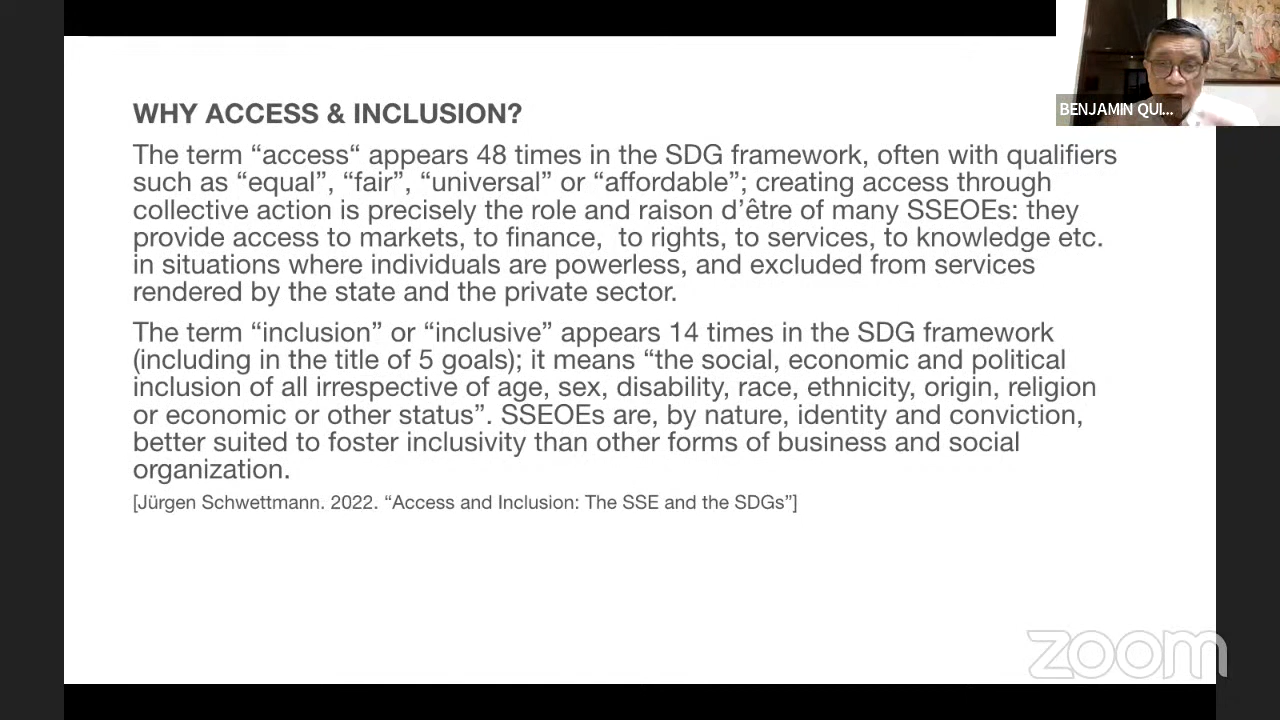 WHY ACCESS & INCLUSION?
The term “access“ appears 48 times in the SDG framework, often with qualifiers
such as “equal”, “fair”, “universal” or “affordable”; creating access through
collective action is precisely the role and raison d’être of many SSEOEs: they
provide access to markets, to finance,  to rights, to services, to knowledge etc.
in situations where individuals are powerless, and excluded from services
rendered by the state and the private sector.
The term “inclusion” or “inclusive” appears 14 times in the SDG framework
(including in the title of 5 goals); it means “the social, economic and political
inclusion of all irrespective of age, sex, disability, race, ethnicity, origin, religion
or economic or other status”. SSEOEs are, by nature, identity and conviction,
better suited to foster inclusivity than other forms of business and social
organization.
[Jürgen Schwettmann. 2022. “Access and Inclusion: The SSE and the SDGs”]
BENJAMIN QUI...
zoom